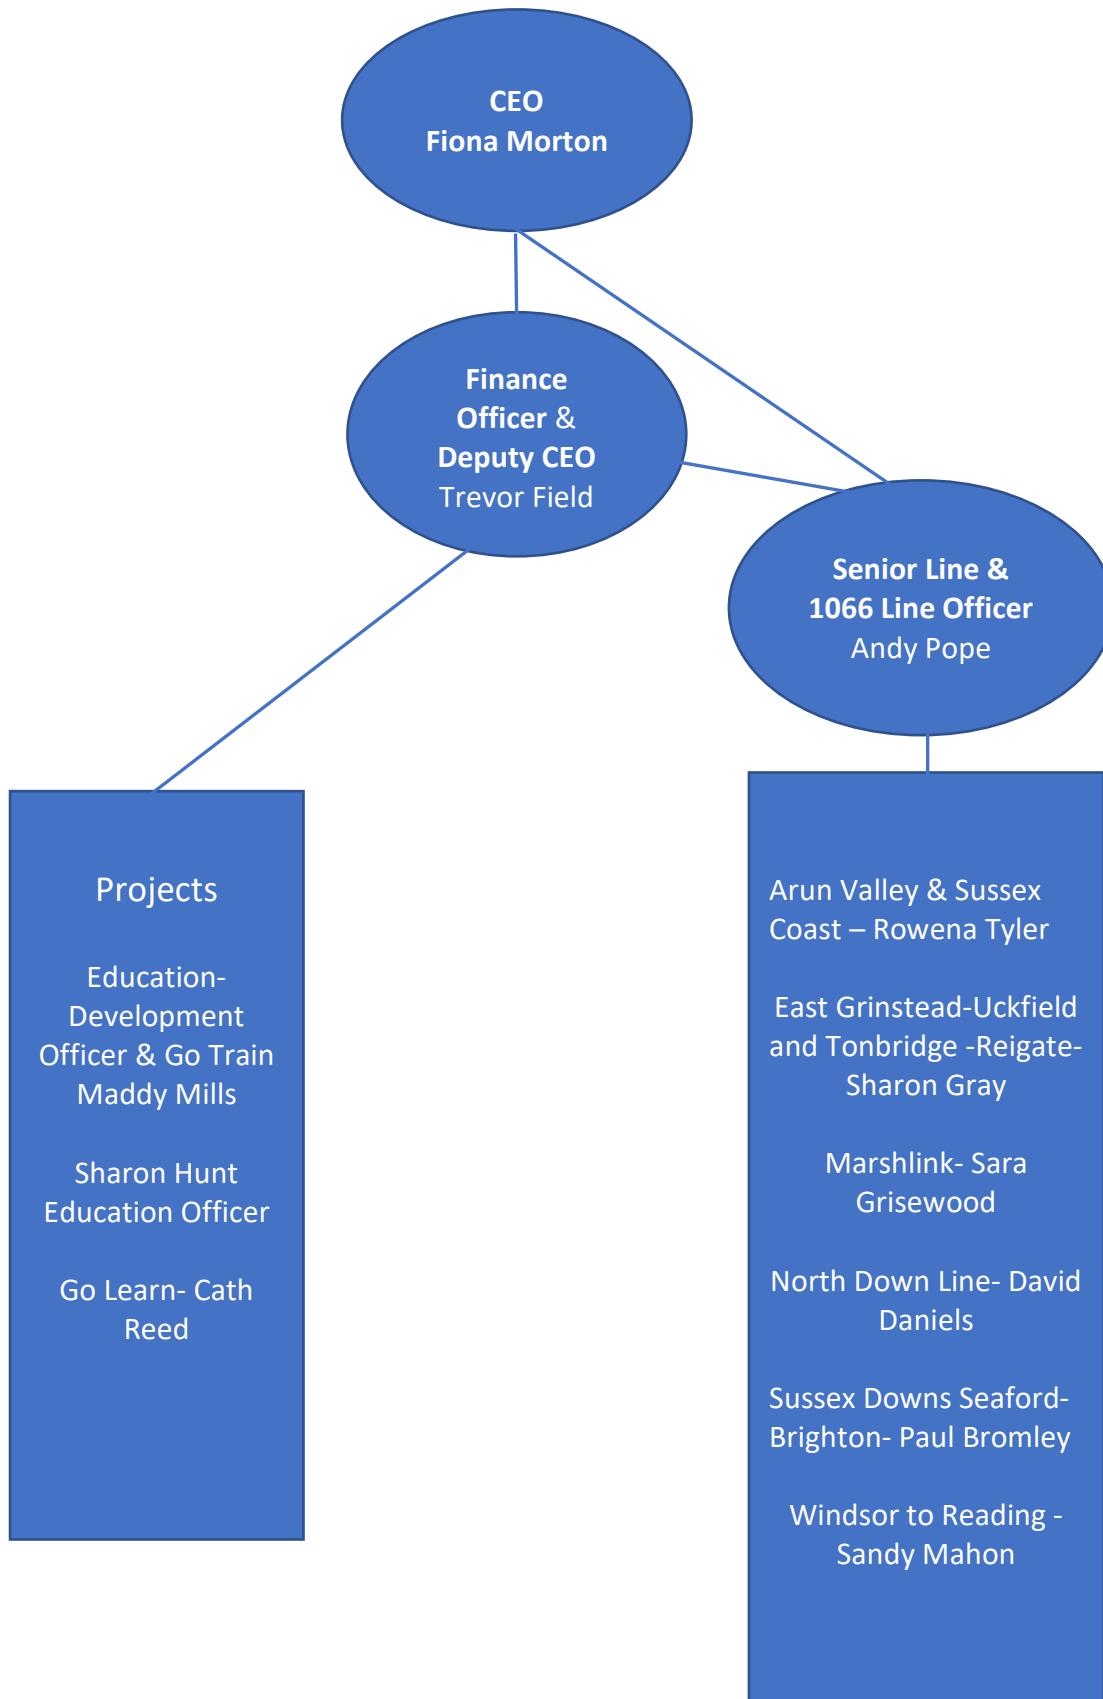 CEO
Fiona Morton
Finance
Officer &
Deputy CEO
Trevor Field
Senior Line &
1066 Line Officer
Andy Pope
Projects
Education-
Development
Officer & Go Train
Maddy Mills
Sharon Hunt
Education Officer
Go Learn- Cath
Reed
Arun Valley & Sussex
Coast – Rowena Tyler
East Grinstead-Uckfield
and Tonbridge -Reigate-
Sharon Gray
Marshlink- Sara
Grisewood
North Down Line- David
Daniels
Sussex Downs Seaford-
Brighton- Paul Bromley
Windsor to Reading -
Sandy Mahon